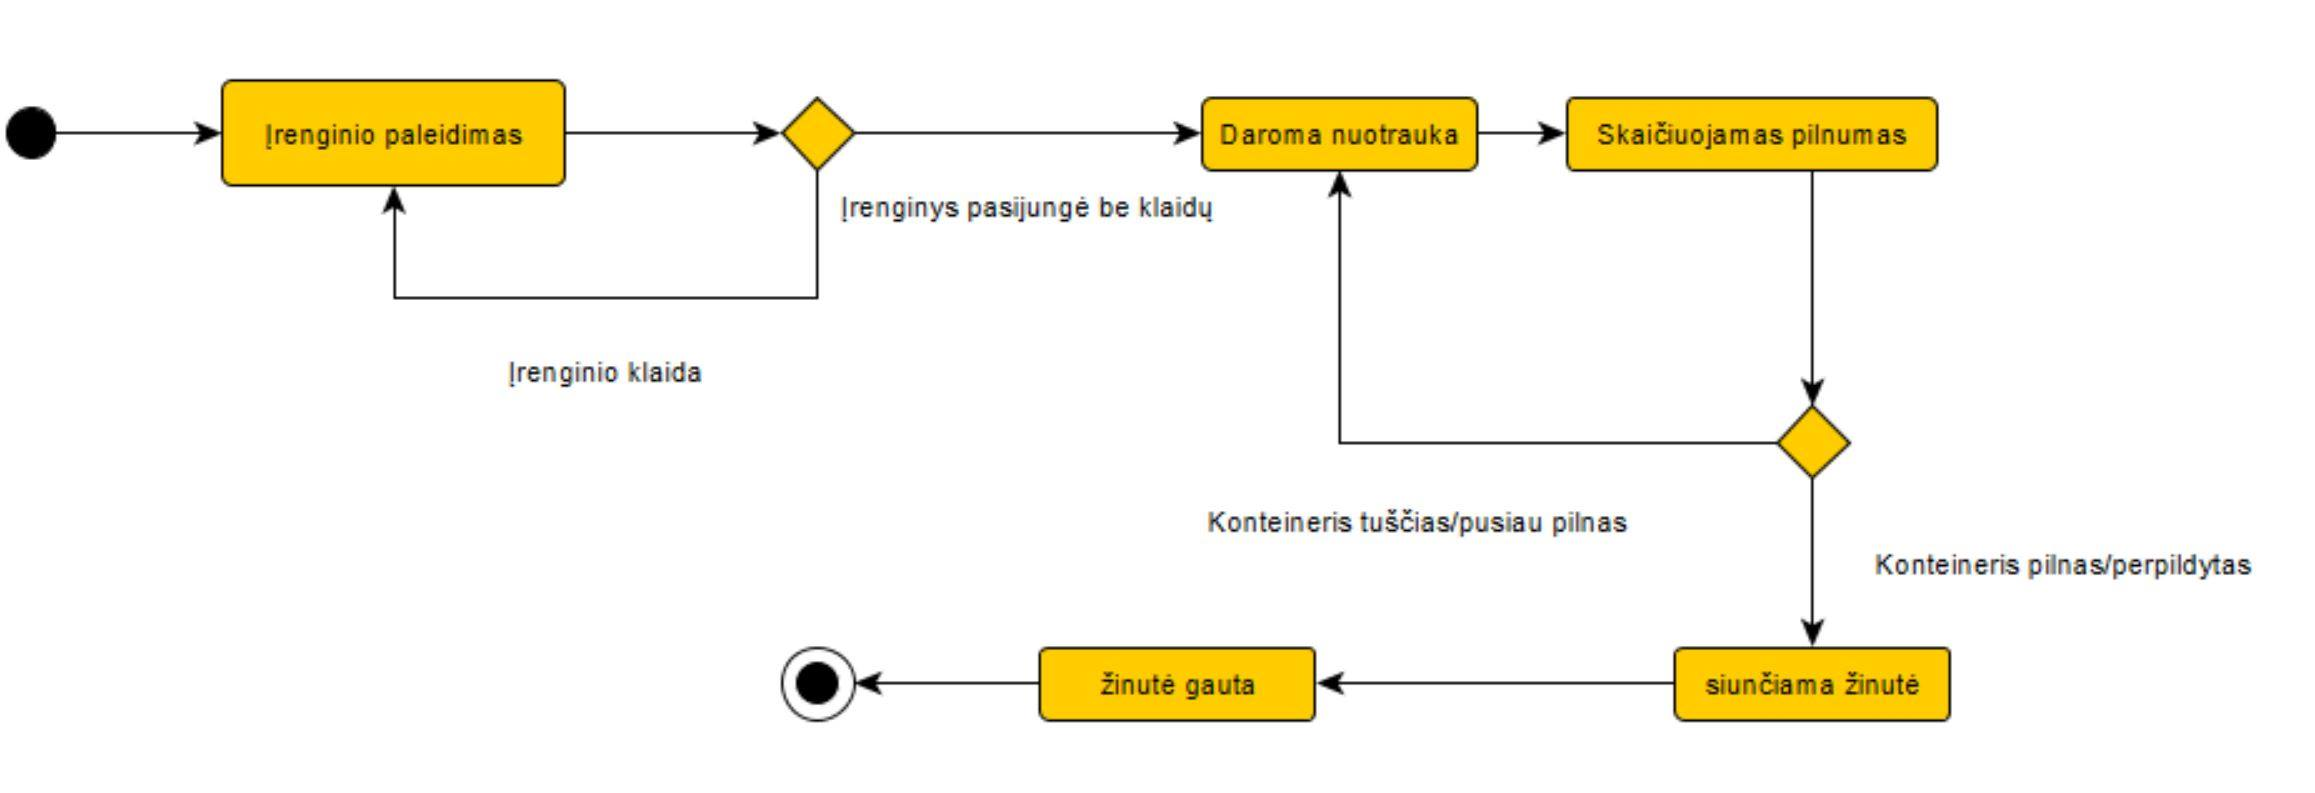 Įrenginio paleidimas
Daroma nuotrauka
Skaičiuojamas pilnumas
Įrenginys pasijungė be klaidų
Įrenginio klaida
Konteineris tuščias/pusiau pilnas
Konteineris pilnas/perpildytas
žinutė gauta
siunčiama žinutė